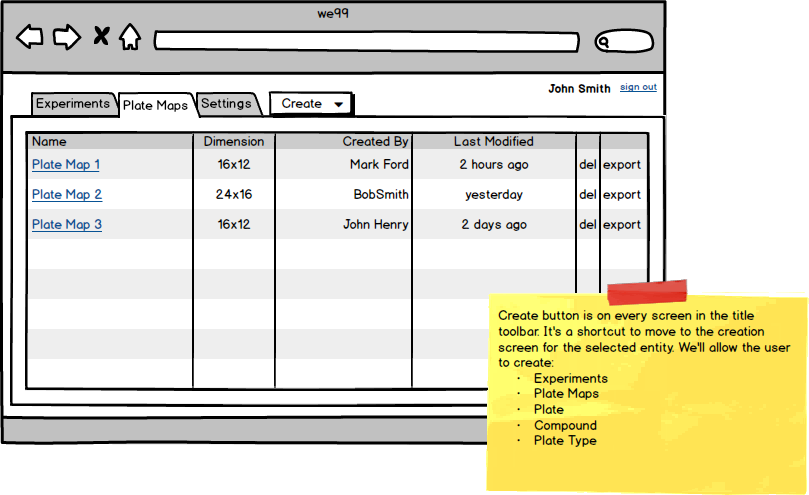 we99
John Smith sign out
Experiments Plate Maps Settings Create
Name Dimension Created By Last Modified
Plate Map 1 16x12 Mark Ford 2 hours ago del export
Plate Map 2 24x16 BobSmith yesterday del export
Plate Map 3 16x12 John Henry 2 days ago del export
Create button is on every screen in the title
toolbar. It's a shortcut to move to the creation
screen for the selected entity. We'll allow the user
to create:
· Experiments
· Plate Maps
· Plate
· Compound
· Plate Type